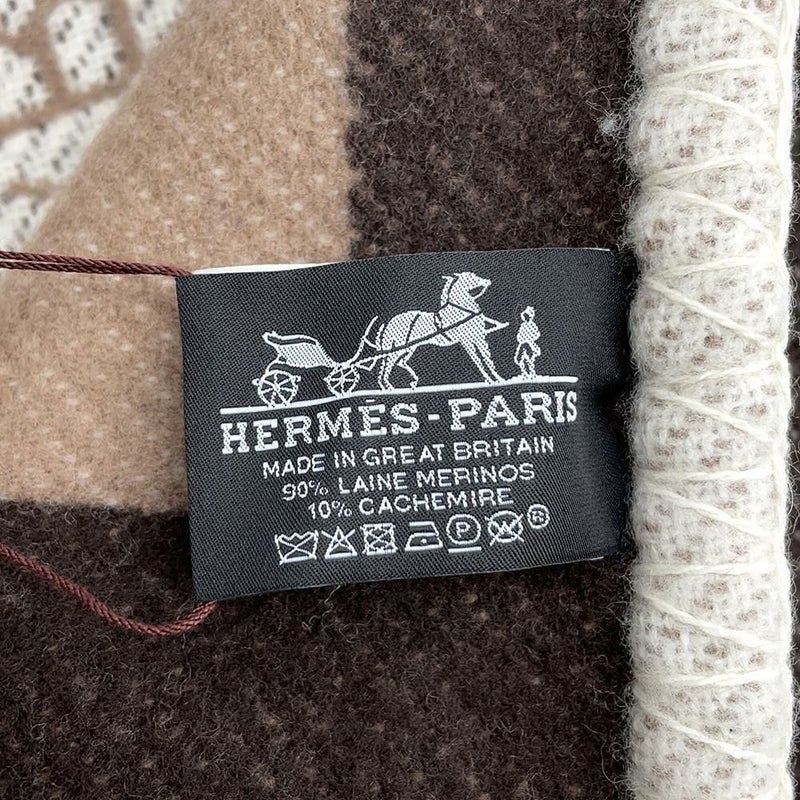 HERMÈS-PARIS
MADE IN GREAT BRITAIN
90% LAINE MERINOS
10% CACHEMIRE
P W ®